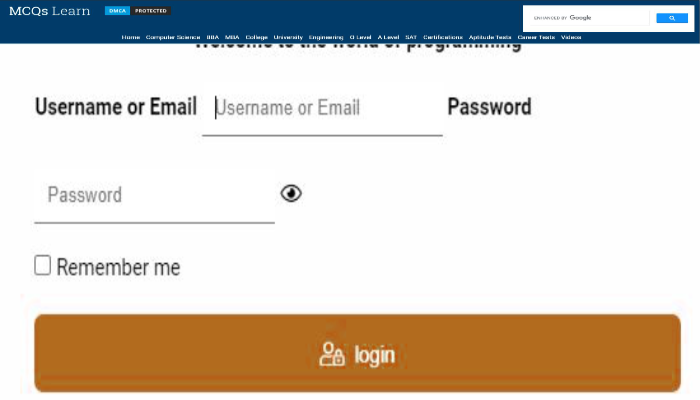 MCQs Learn
DMCA PROTECTED
ENHANCED BY Google
Home Computer Science BBA MBA College University Engineering O Level A Level SAT Certifications Aptitude Tests Career Tests Videos
Welcome to the world of programming
Username or Email Username or Email Password
Password
Remember me
login